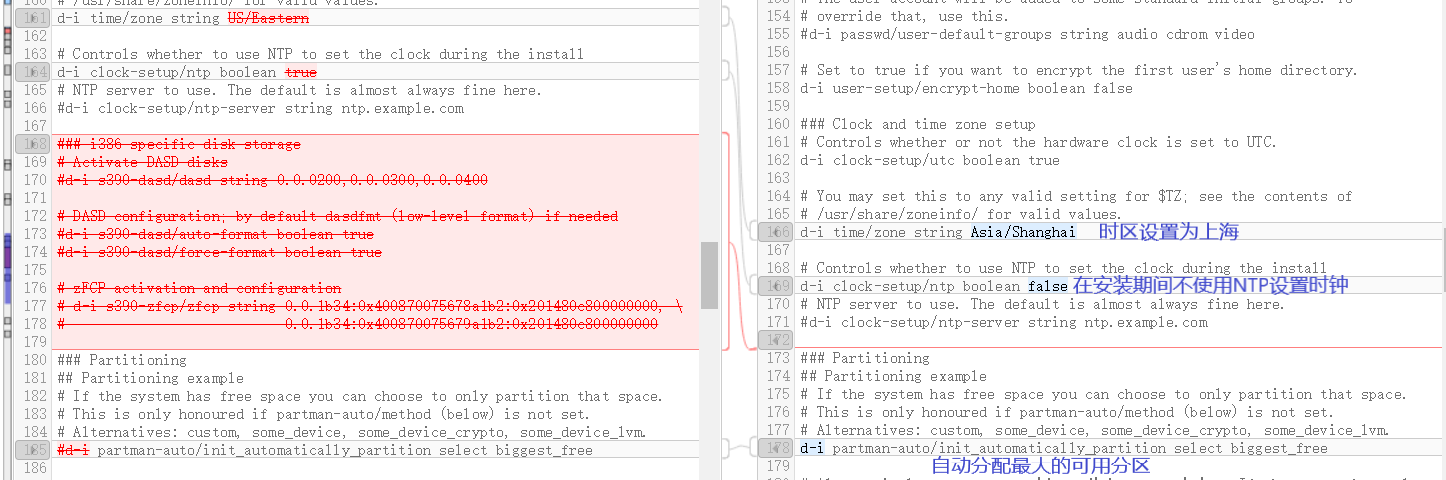 160 # /usr/share/zoneinfo/ for valid values.
161 d-i time/zone string US/Eastern
162
163 # Controls whether to use NTP to set the clock during the install
164 d-i clock-setup/ntp boolean true
165 # NTP server to use. The default is almost always fine here.
166 #d-i clock-setup/ntp-server string ntp.example.com
167
168 ### i386 specific disk storage
169 # Activate DASD disks
170 #d-i s390-dasd/dasd string 0.0.0200,0.0.0300,0.0.0400
171
172 # DASD configuration; by default dasdfmt (low-level format) if needed
173 #d-i s390-dasd/auto-format boolean true
174 #d-i s390-dasd/force-format boolean true
175
176 # zFCP activation and configuration
177 # d-i s390-zfcp/zfcp string 0.0.1b34:0x400870075678a1b2:0x201480c800000000, \
178 # 0.0.1b34:0x400870075679a1b2:0x201480c800000000
179
180 ### Partitioning
181 ## Partitioning example
182 # If the system has free space you can choose to only partition that space.
183 # This is only honoured if partman-auto/method (below) is not set.
184 # Alternatives: custom, some_device, some_device_crypto, some_device_lvm.
185 #d-i partman-auto/init_automatically_partition select biggest_free
186
153 # The user account will be added to some standard initial groups. To
154 # override that, use this.
155 #d-i passwd/user-default-groups string audio cdrom video
156
157 # Set to true if you want to encrypt the first user's home directory.
158 d-i user-setup/encrypt-home boolean false
159
160 ### Clock and time zone setup
161 # Controls whether or not the hardware clock is set to UTC.
162 d-i clock-setup/utc boolean true
163
164 # You may set this to any valid setting for $TZ; see the contents of
165 # /usr/share/zoneinfo/ for valid values.
166 d-i time/zone string Asia/Shanghai 时区设置为上海
167
168 # Controls whether to use NTP to set the clock during the install
169 d-i clock-setup/ntp boolean false 在安装期间不使用NTP设置时钟
170 # NTP server to use. The default is almost always fine here.
171 #d-i clock-setup/ntp-server string ntp.example.com
172
173 ### Partitioning
174 ## Partitioning example
175 # If the system has free space you can choose to only partition that space.
176 # This is only honoured if partman-auto/method (below) is not set.
177 # Alternatives: custom, some_device, some_device_crypto, some_device_lvm.
178 d-i partman-auto/init_automatically_partition select biggest_free
179 自动分配最人的可用分区